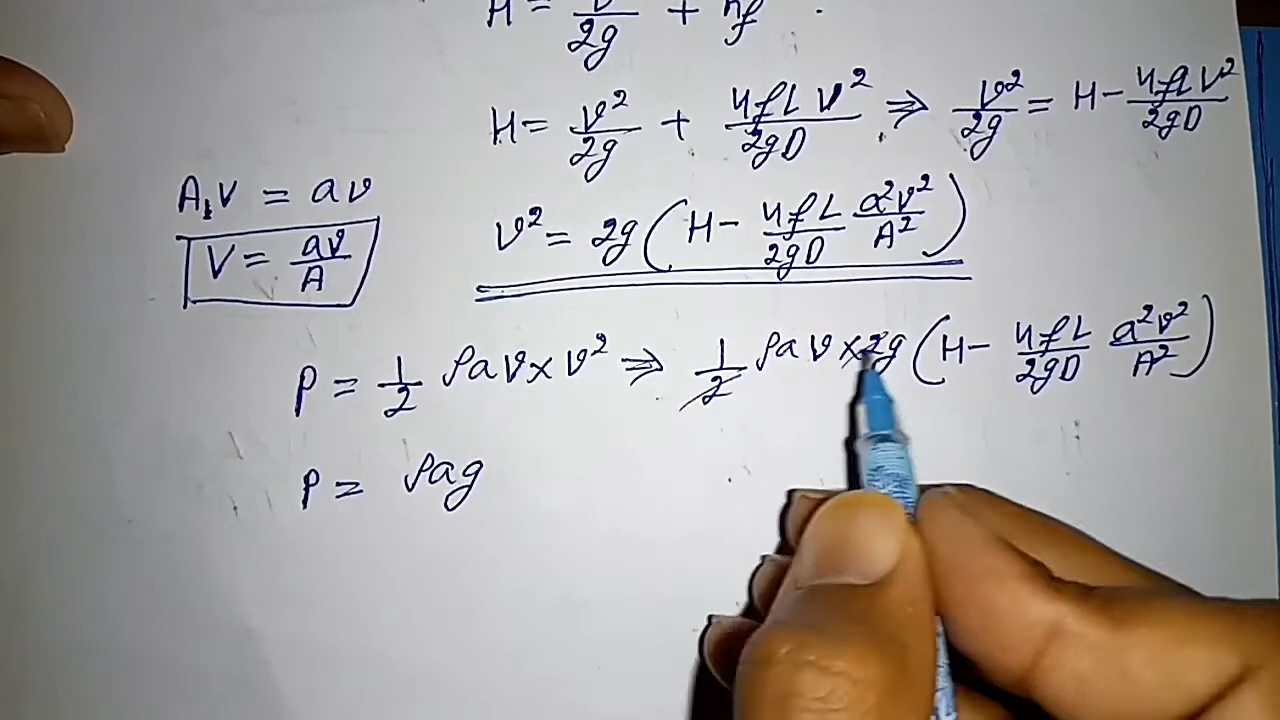 H = v²/2g + hf
H = v²/2g + 4fLV²/2gD ⇒ v²/2g = H - 4fLV²/2gD
A₁V = av
V = av/A
v² = 2g(H - 4fL/2gD a²v²/A²)
P = 1/2 ρav×v² ⇒ 1/2 ρav×2g(H - 4fL/2gD a²v²/A²)
P = ρag